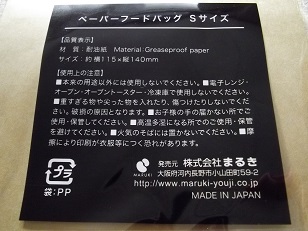 ペーパーフードバッグ Sサイズ
【品質表示】
材 質：耐油紙 Material:Greaseproof paper
サイズ：約 横115×縦140mm
【使用上の注意】
■本来の用途以外には使用しないでください。■電子レンジ・
オーブン・オーブントースター・冷凍庫で使用しないでください。
■重すぎる物や尖った物を入れたり、傷つけたりしないでくだ
さい。破損の原因となります。■お子様の手の届かない所で
使用・保管してください。■高温多湿になる所でのご使用・保管
を避けてください。■火気のそばには置かないでください。■摩
擦により印刷が衣服等につく恐れがあります。
プラ
袋：PP
MARUKI
発売元 株式会社まるき
大阪府河内長野市小山田町59-2
http://www.maruki-youji.co.jp
MADE IN JAPAN